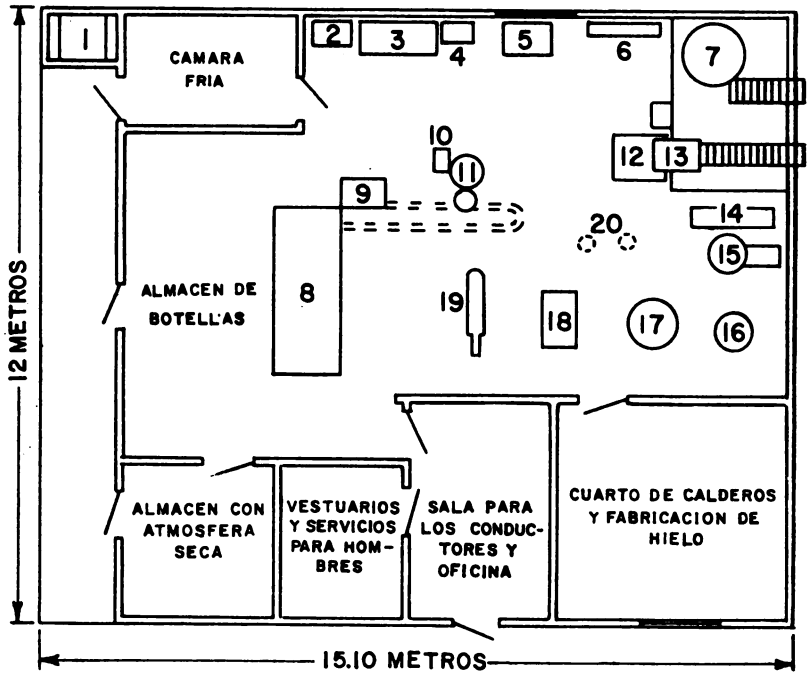 1
CAMARA
FRIA
2
3
4
5
6
7
10
11
12
13
9
14
20
15
12 METROS
ALMACEN DE
BOTELLAS
8
19
18
17
16
ALMACEN CON
ATMOSFERA
SECA
VESTUARIOS
Y SERVICIOS
PARA HOM-
BRES
SALA PARA
LOS CONDUC-
TORES Y
OFICINA
CUARTO DE CALDEROS
Y FABRICACION DE
HIELO
15.10 METROS